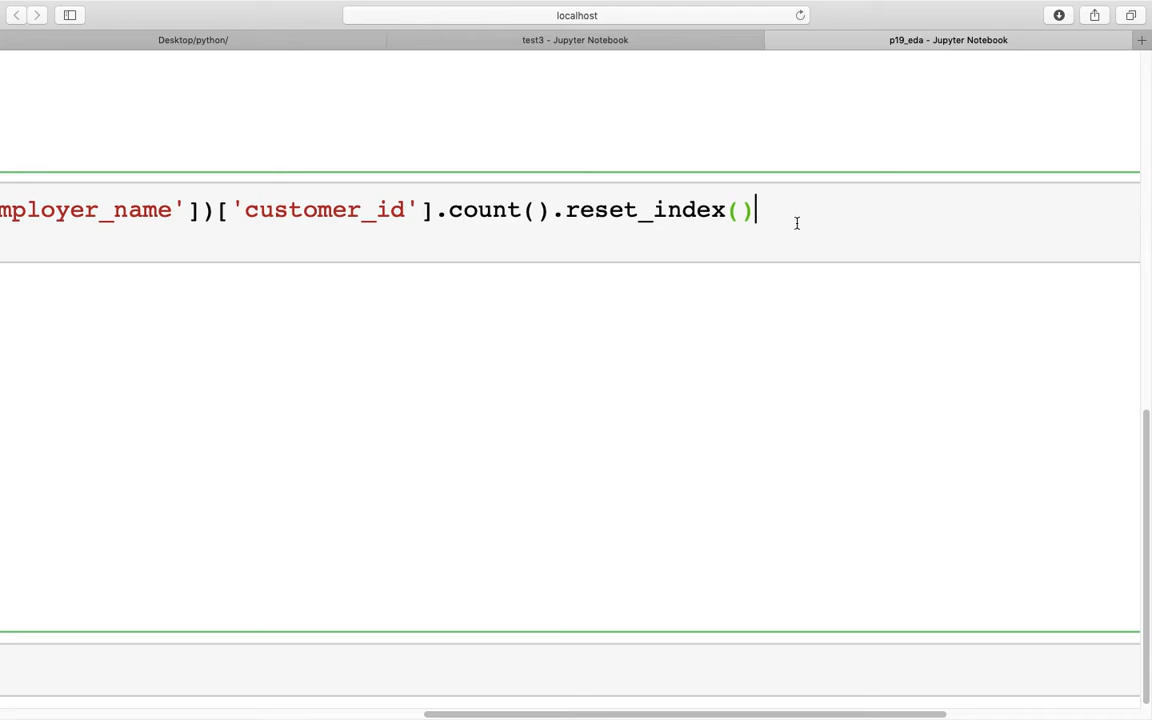 localhost
Desktop/python/
test3 - Jupyter Notebook
p19_eda - Jupyter Notebook
mployer_name'])['customer_id'].count().reset_index()